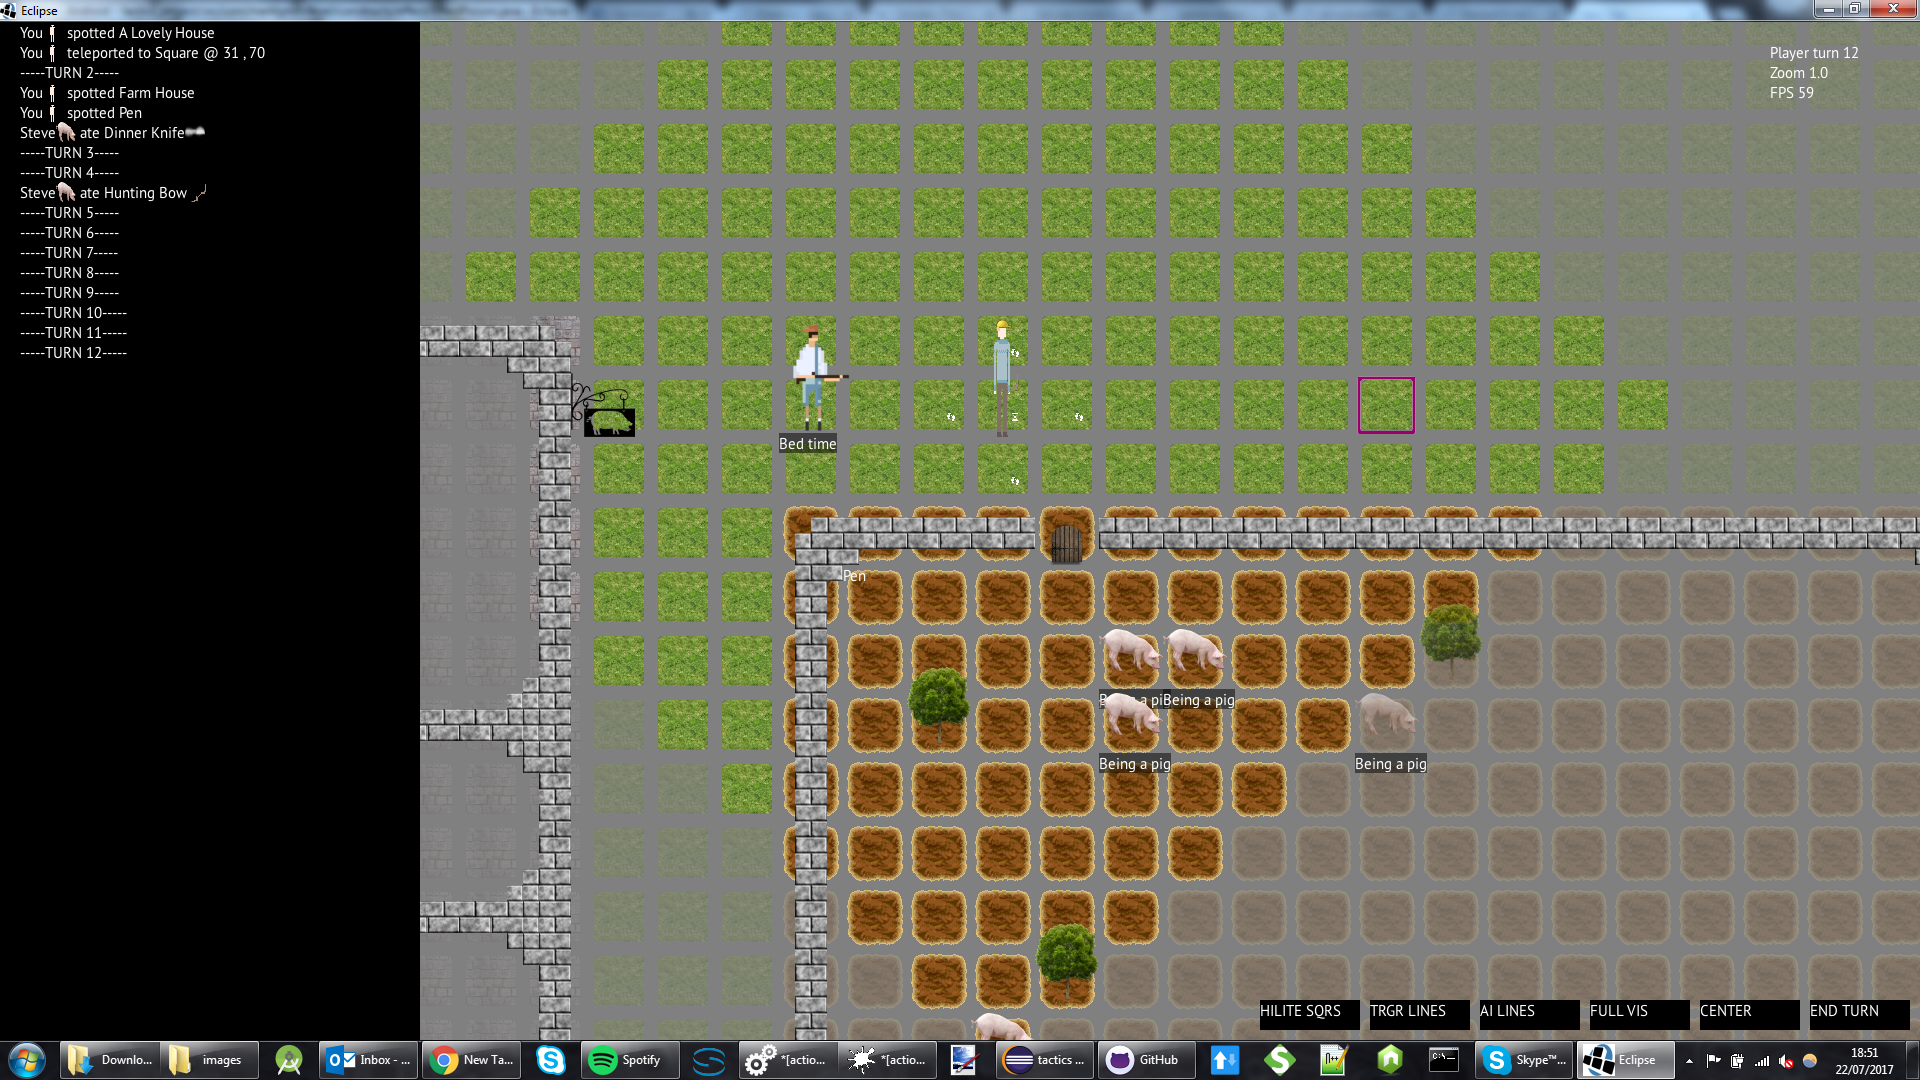 Eclipse
You spotted A Lovely House
You teleported to Square @ 31 , 70
-----TURN 2-----
You spotted Farm House
You spotted Pen
Steve ate Dinner Knife
-----TURN 3-----
-----TURN 4-----
Steve ate Hunting Bow
-----TURN 5-----
-----TURN 6-----
-----TURN 7-----
-----TURN 8-----
-----TURN 9-----
-----TURN 10-----
-----TURN 11-----
-----TURN 12-----
Player turn 12
Zoom 1.0
FPS 59
Bed time
Pen
Being a pig
Being a pig
Being a pig
HILITE SQRS
TRGR LINES
AI LINES
FULL VIS
CENTER
END TURN
Downlo...
images
Inbox - ...
New Ta...
Spotify
*[actio...
*[actio...
tactics ...
GitHub
Skype™...
Eclipse
18:51
22/07/2017